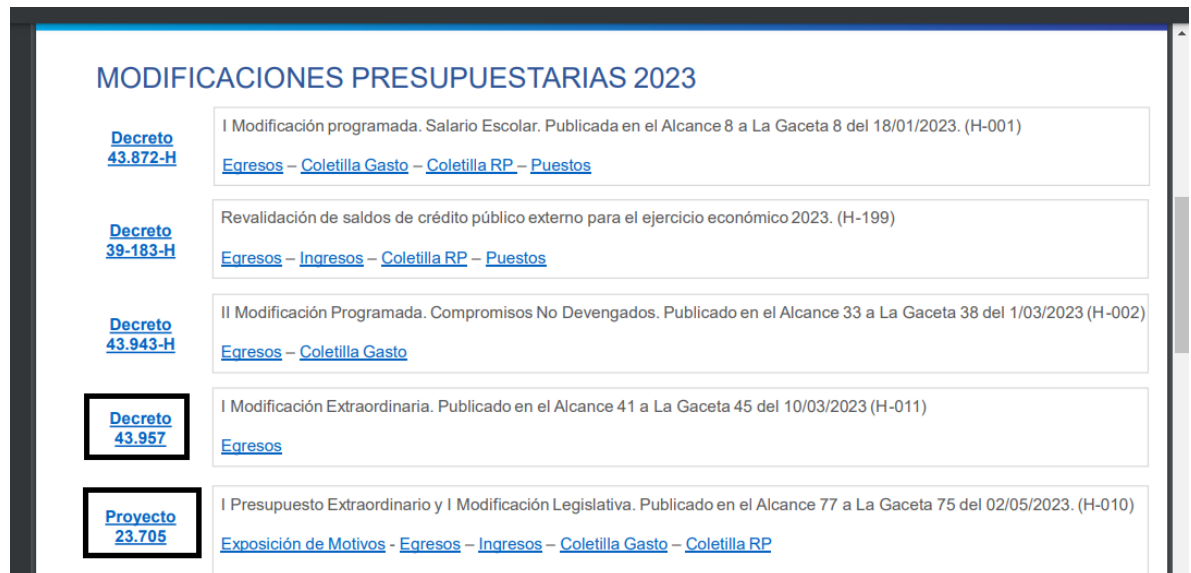 MODIFICACIONES PRESUPUESTARIAS 2023
Decreto
43.872-H
I Modificación programada. Salario Escolar. Publicada en el Alcance 8 a La Gaceta 8 del 18/01/2023. (H-001)
Egresos – Coletilla Gasto – Coletilla RP – Puestos
Decreto
39-183-H
Revalidación de saldos de crédito público externo para el ejercicio económico 2023. (H-199)
Egresos – Ingresos – Coletilla RP – Puestos
Decreto
43.943-H
II Modificación Programada. Compromisos No Devengados. Publicado en el Alcance 33 a La Gaceta 38 del 1/03/2023 (H-002)
Egresos – Coletilla Gasto
Decreto
43.957
I Modificación Extraordinaria. Publicado en el Alcance 41 a La Gaceta 45 del 10/03/2023 (H-011)
Egresos
Proyecto
23.705
I Presupuesto Extraordinario y I Modificación Legislativa. Publicado en el Alcance 77 a La Gaceta 75 del 02/05/2023. (H-010)
Exposición de Motivos - Egresos – Ingresos – Coletilla Gasto – Coletilla RP